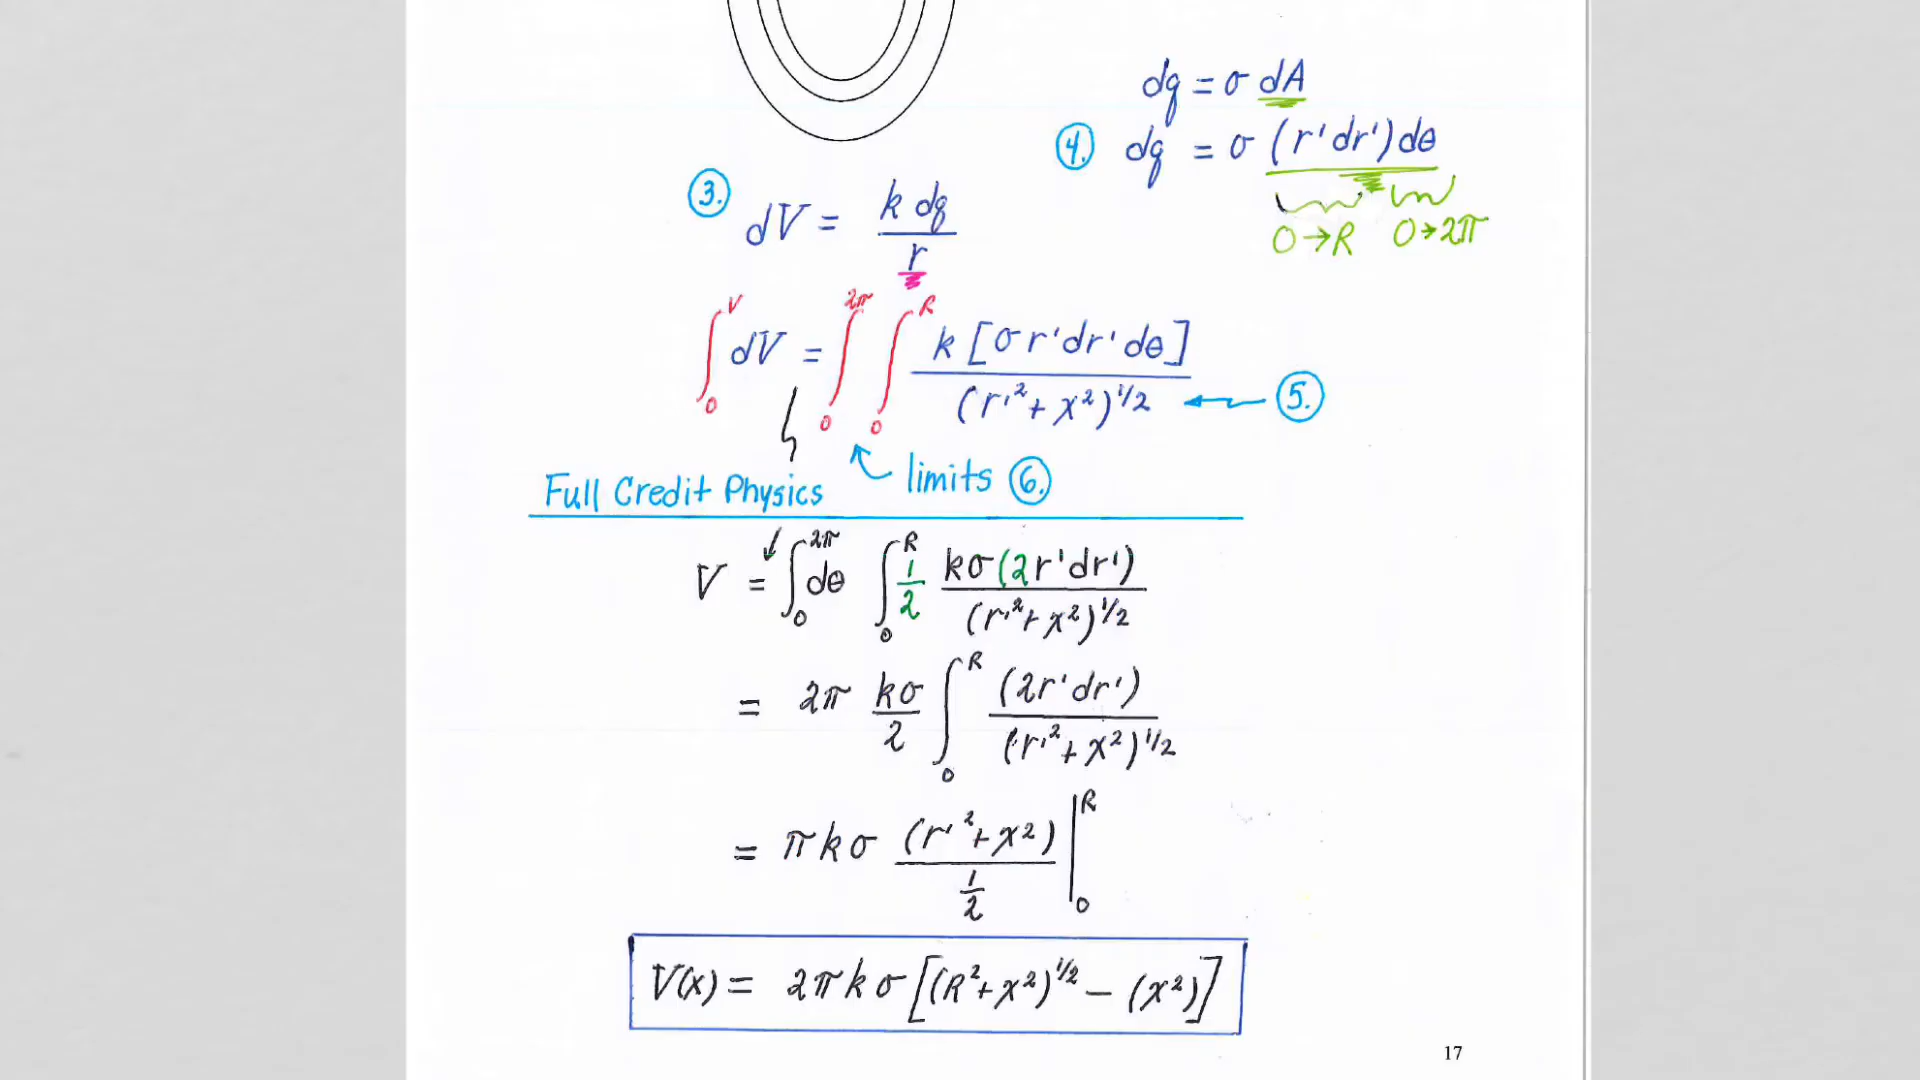 dq = σ dA
④ dq = σ (r' dr') dθ
0→R 0→2π
③ dV = k dq / r
∫₀^V dV = ∫₀^2π ∫₀^R k [σ r' dr' dθ] / (r'² + x²)^1/2 ← ⑤
Full Credit Physics limits ⑥
V = ∫₀^2π dθ ∫₀^R 1/2 kσ (2r'dr') / (r'² + x²)^1/2
= 2π kσ/2 ∫₀^R (2r'dr') / (r'² + x²)^1/2
= π k σ (r'² + x²) / 1/2 |₀^R
V(x) = 2π k σ [(R² + x²)^1/2 − (x²)]
17